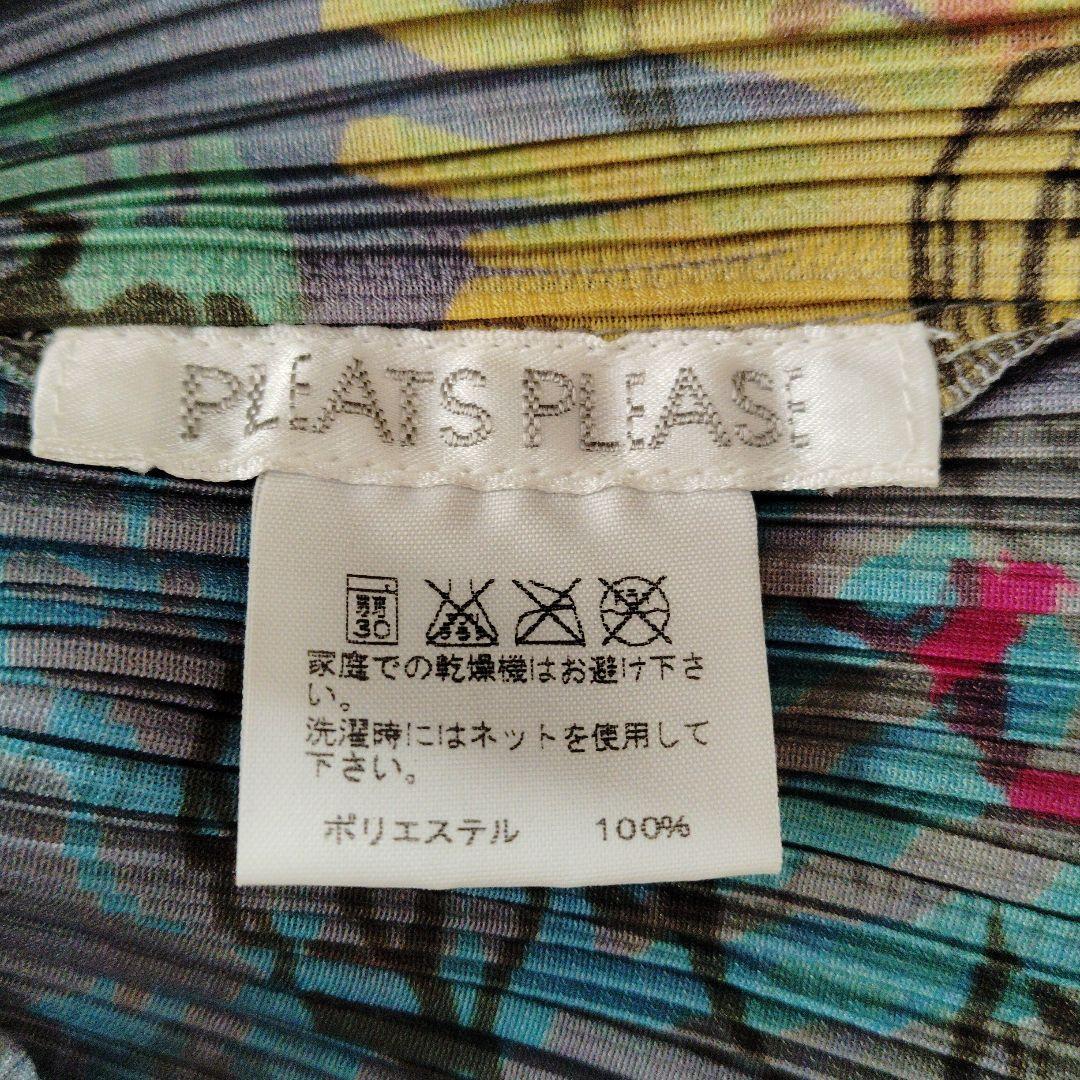 PLEATS PLEASE
弱
30
家庭での乾燥機はお避け下さ
い。
洗濯時にはネットを使用して
下さい。
ポリエステル 100%